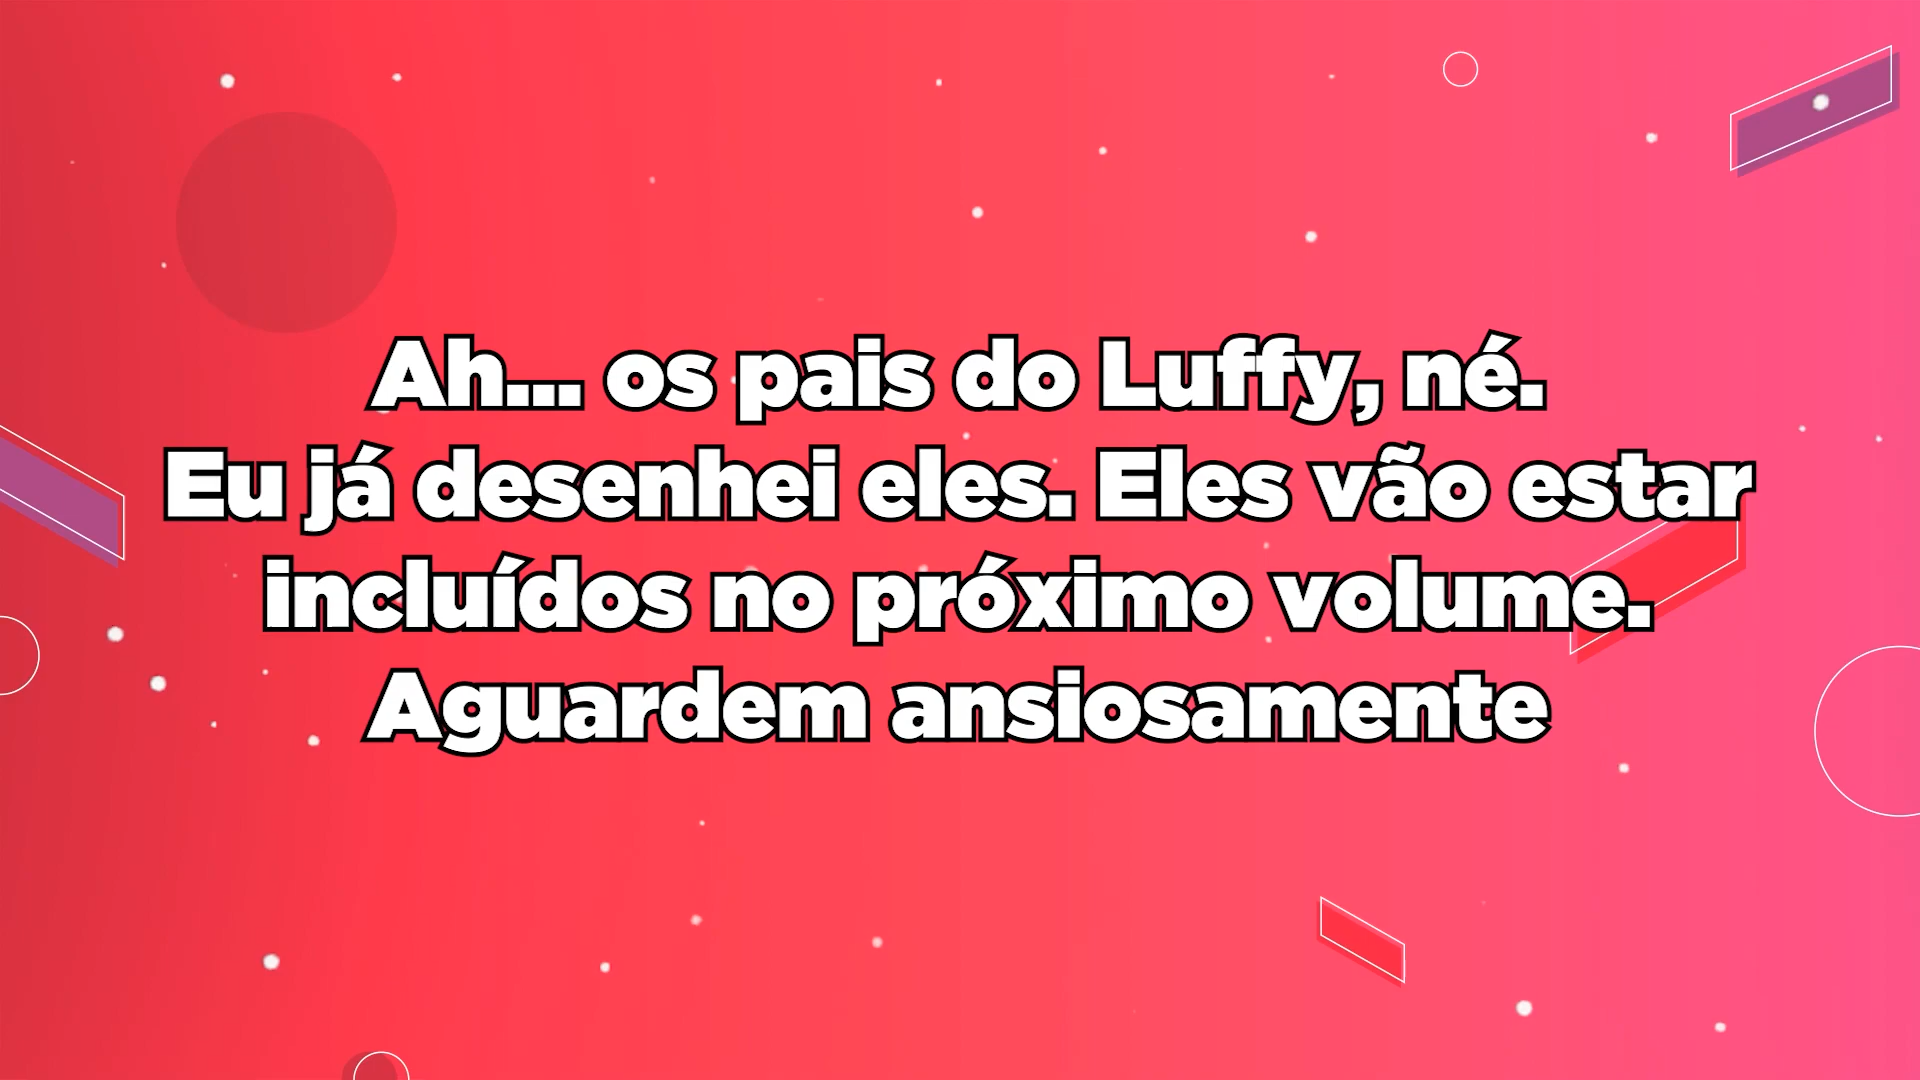 Ah... os pais do Luffy, né.
Eu já desenhei eles. Eles vão estar
incluídos no próximo volume.
Aguardem ansiosamente